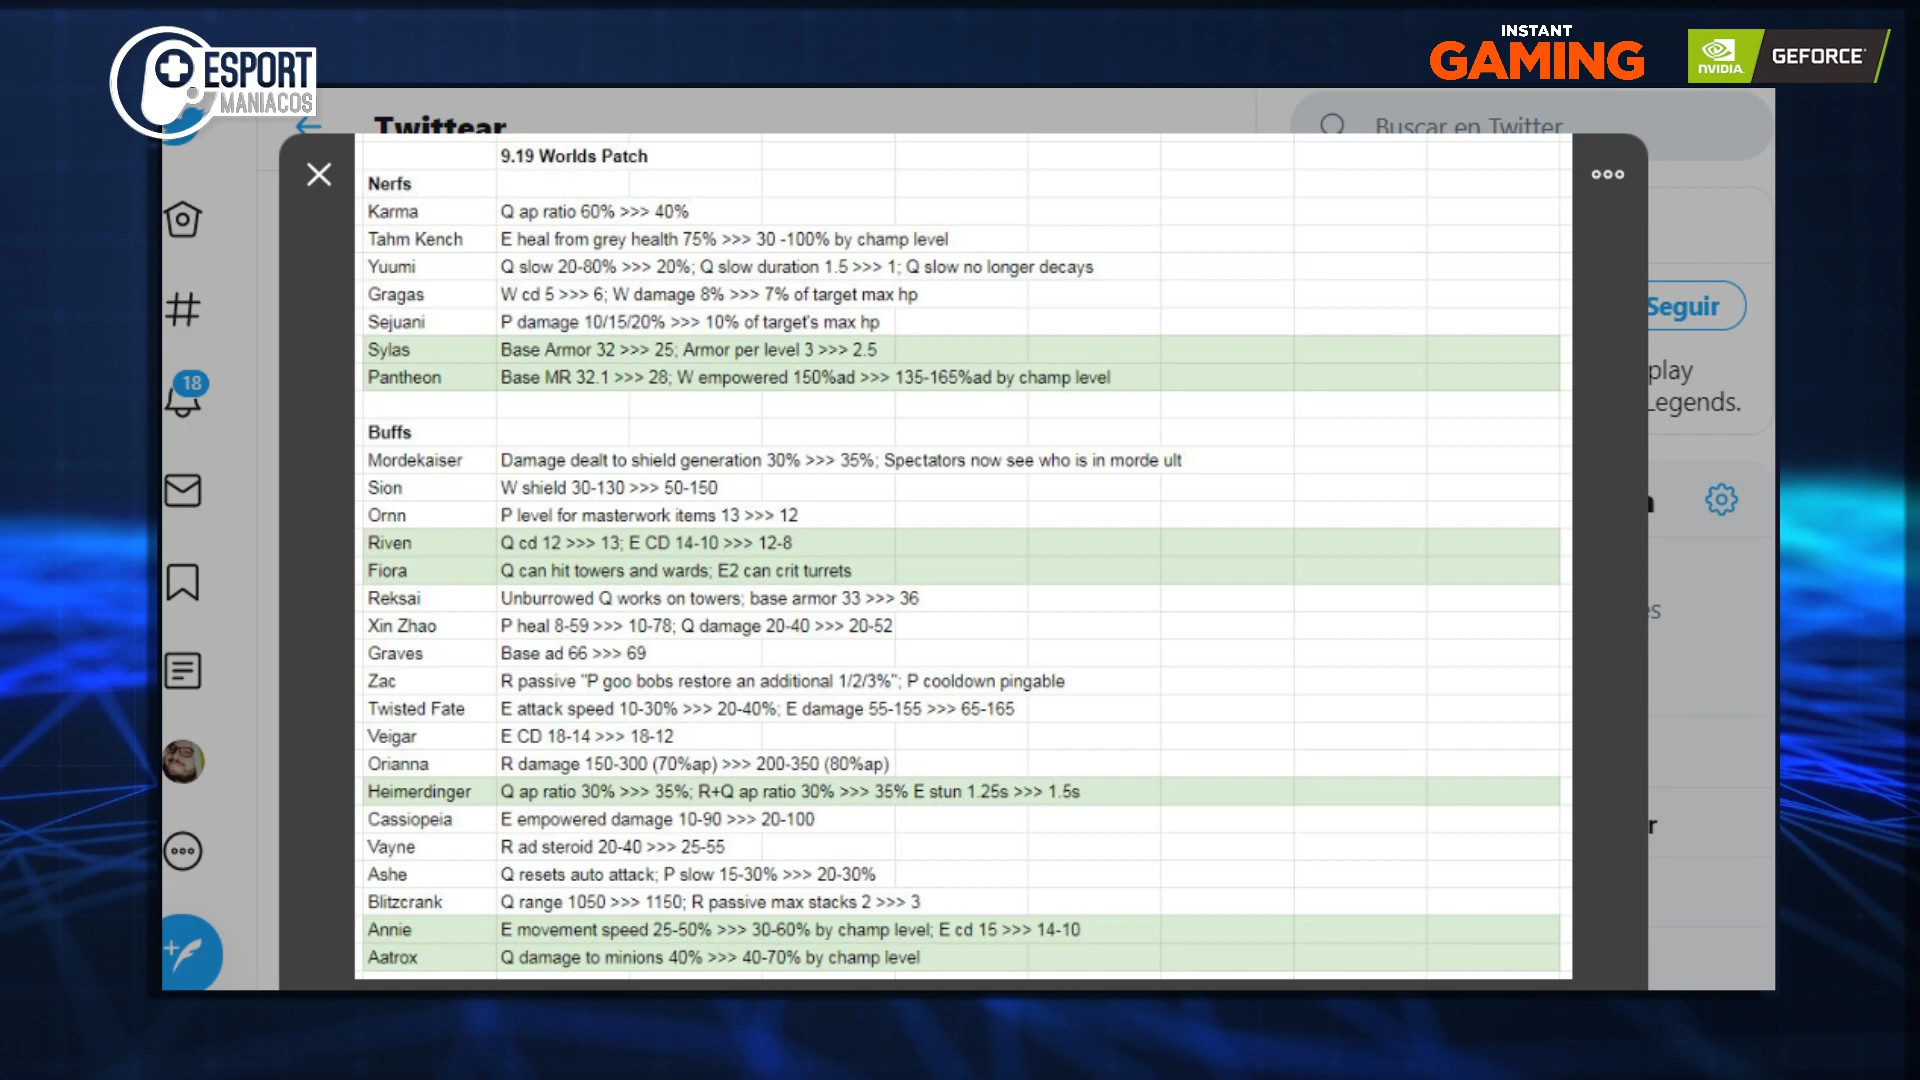 ESPORT
MANIACOS
INSTANT
GAMING
NVIDIA.
GEFORCE
Twittear
Buscar en Twitter
9.19 Worlds Patch
Nerfs
Karma Q ap ratio 60% >>> 40%
Tahm Kench E heal from grey health 75% >>> 30 -100% by champ level
Yuumi Q slow 20-80% >>> 20%; Q slow duration 1.5 >>> 1; Q slow no longer decays
Gragas W cd 5 >>> 6; W damage 8% >>> 7% of target max hp
Sejuani P damage 10/15/20% >>> 10% of target's max hp
Seguir
Sylas Base Armor 32 >>> 25; Armor per level 3 >>> 2.5
Pantheon Base MR 32.1 >>> 28; W empowered 150%ad >>> 135-165%ad by champ level
play
18
Legends.
Buffs
Mordekaiser Damage dealt to shield generation 30% >>> 35%; Spectators now see who is in morde ult
Sion W shield 30-130 >>> 50-150
Ornn P level for masterwork items 13 >>> 12
Riven Q cd 12 >>> 13; E CD 14-10 >>> 12-8
Fiora Q can hit towers and wards; E2 can crit turrets
Reksai Unburrowed Q works on towers; base armor 33 >>> 36
Xin Zhao P heal 8-59 >>> 10-78; Q damage 20-40 >>> 20-52
Graves Base ad 66 >>> 69
Zac R passive "P goo bobs restore an additional 1/2/3%"; P cooldown pingable
Twisted Fate E attack speed 10-30% >>> 20-40%; E damage 55-155 >>> 65-165
Veigar E CD 18-14 >>> 18-12
Orianna R damage 150-300 (70%ap) >>> 200-350 (80%ap)
Heimerdinger Q ap ratio 30% >>> 35%; R+Q ap ratio 30% >>> 35% E stun 1.25s >>> 1.5s
Cassiopeia E empowered damage 10-90 >>> 20-100
Vayne R ad steroid 20-40 >>> 25-55
Ashe Q resets auto attack; P slow 15-30% >>> 20-30%
Blitzcrank Q range 1050 >>> 1150; R passive max stacks 2 >>> 3
Annie E movement speed 25-50% >>> 30-60% by champ level; E cd 15 >>> 14-10
Aatrox Q damage to minions 40% >>> 40-70% by champ level